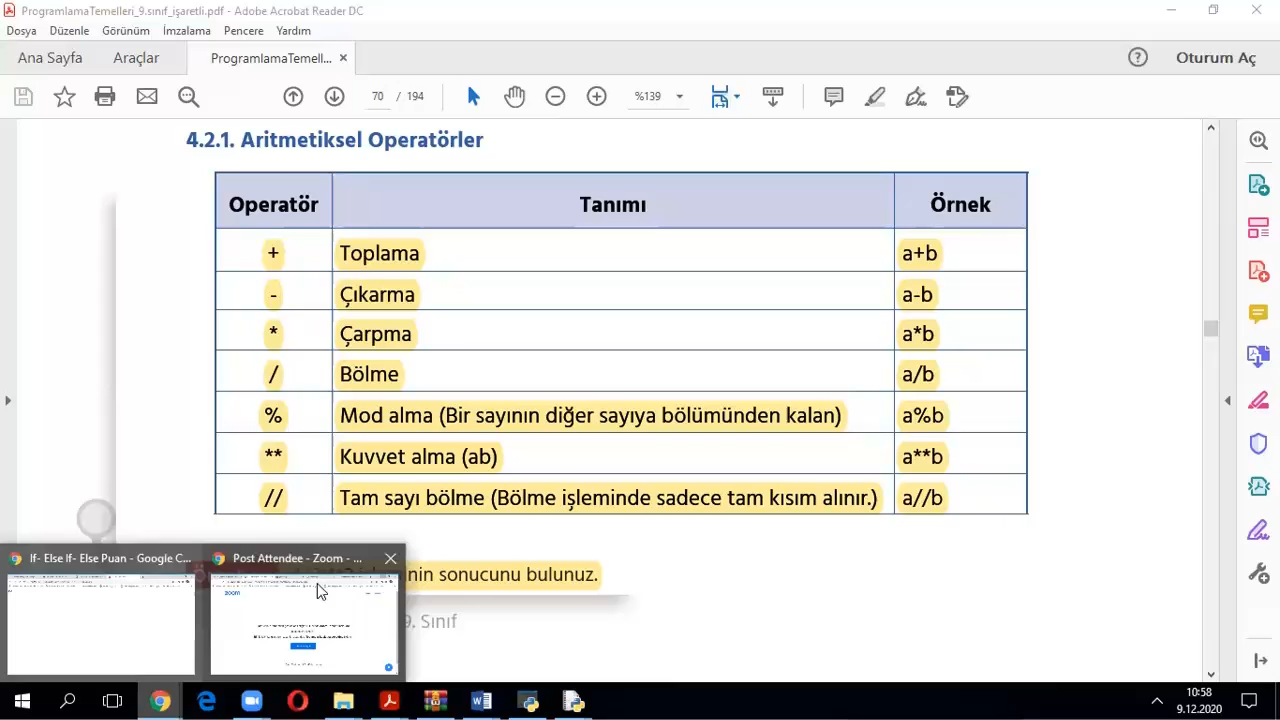 ProgramlamaTemelleri_9.sınıf_işaretli.pdf - Adobe Acrobat Reader DC
Dosya Düzenle Görünüm İmzalama Pencere Yardım
Ana Sayfa Araçlar ProgramlamaTemell... × Oturum Aç
70 / 194 %139
4.2.1. Aritmetiksel Operatörler
Operatör Tanımı Örnek
+ Toplama a+b
- Çıkarma a-b
* Çarpma a*b
/ Bölme a/b
% Mod alma (Bir sayının diğer sayıya bölümünden kalan) a%b
** Kuvvet alma (ab) a**b
// Tam sayı bölme (Bölme işleminde sadece tam kısım alınır.) a//b
If- Else If- Else Puan - Google C... Post Attendee - Zoom - ...
nin sonucunu bulunuz.
zoom
9. Sınıf
10:58
9.12.2020